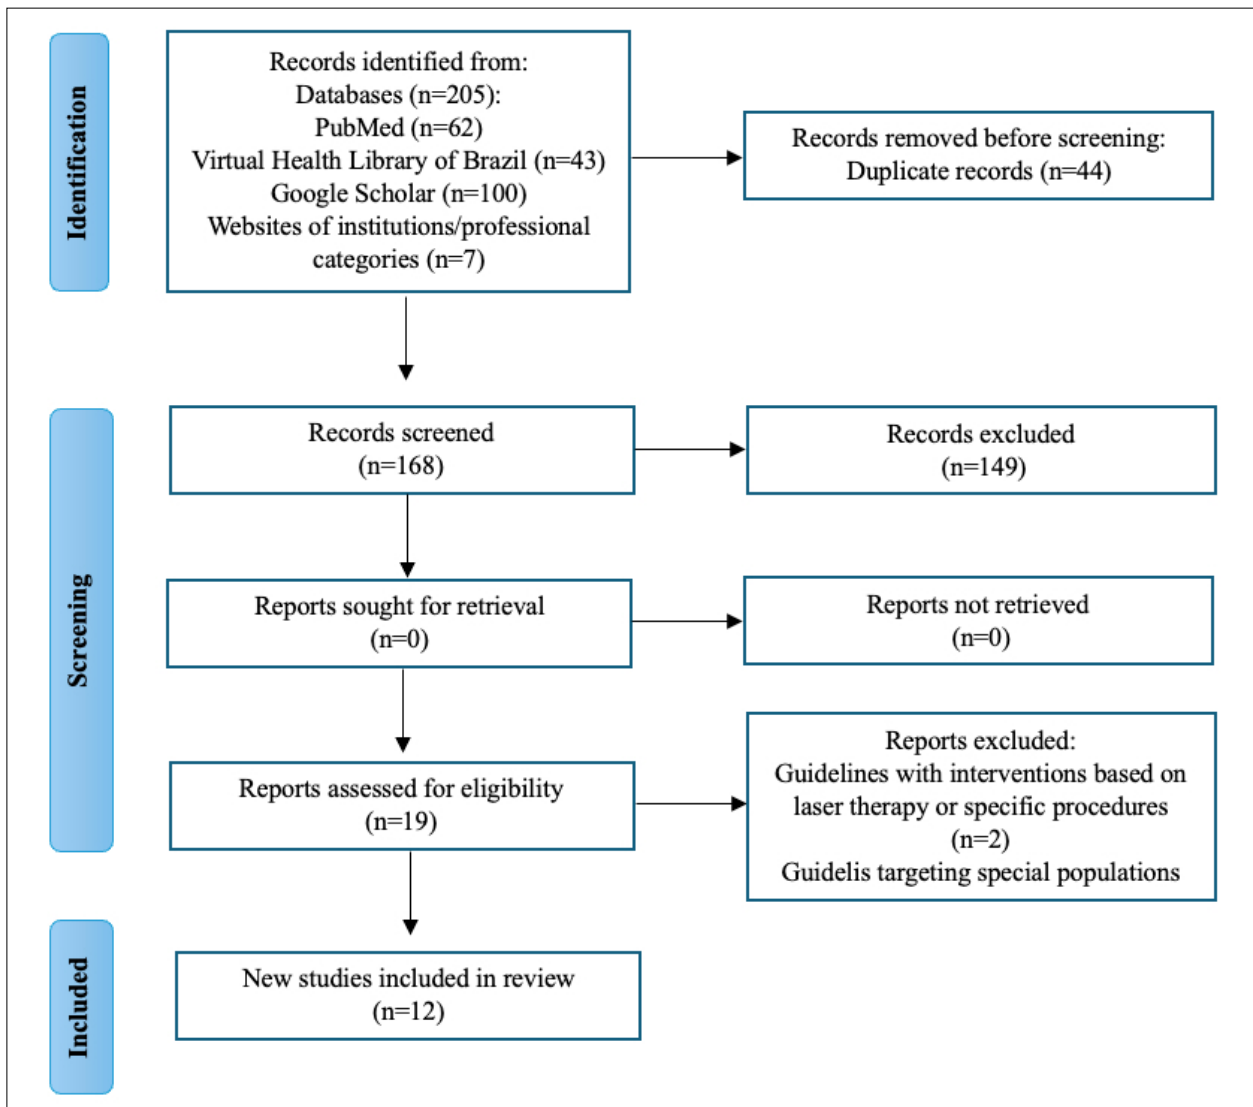 Identification
Records identified from:
Databases (n=205):
PubMed (n=62)
Virtual Health Library of Brazil (n=43)
Google Scholar (n=100)
Websites of institutions/professional
categories (n=7)
Records removed before screening:
Duplicate records (n=44)
Screening
Records screened
(n=168)
Records excluded
(n=149)
Reports sought for retrieval
(n=0)
Reports not retrieved
(n=0)
Reports assessed for eligibility
(n=19)
Reports excluded:
Guidelines with interventions based on
laser therapy or specific procedures
(n=2)
Guidelis targeting special populations
Included
New studies included in review
(n=12)